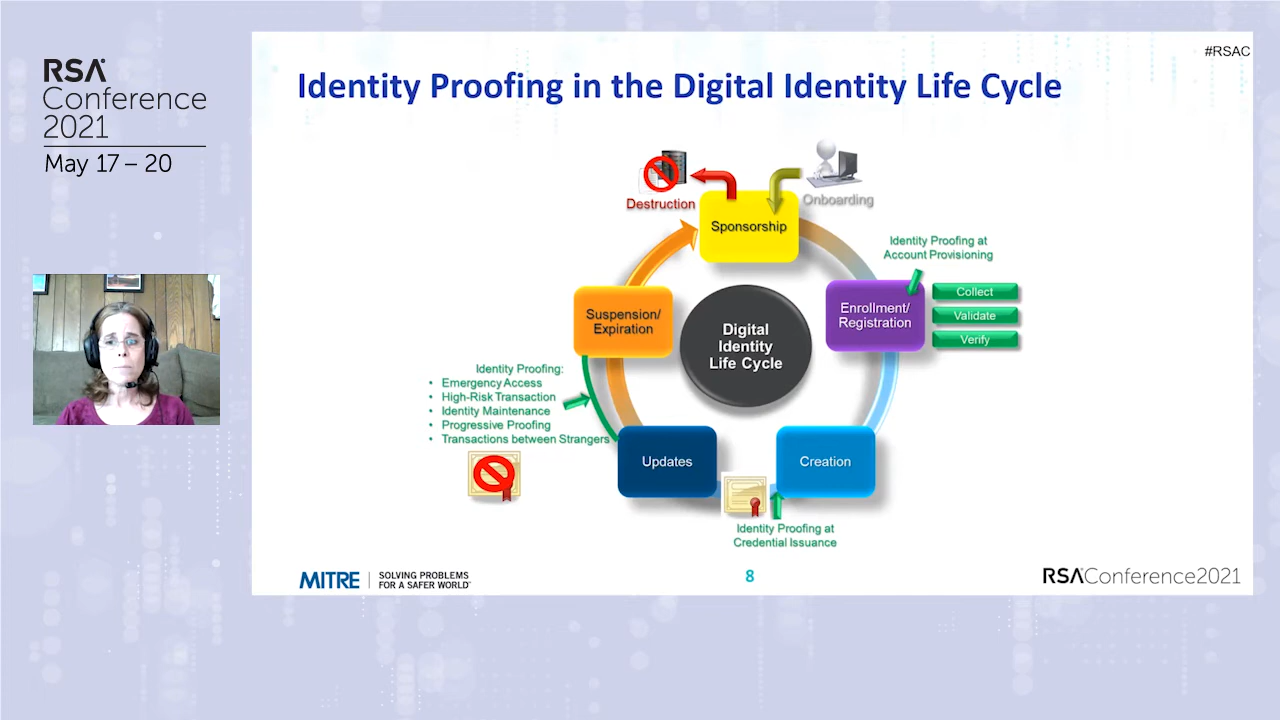 RSA
Conference
2021
May 17 – 20
#RSAC
Identity Proofing in the Digital Identity Life Cycle
Destruction
Onboarding
Sponsorship
Identity Proofing at
Account Provisioning
Enrollment/
Registration
Collect
Validate
Verify
Suspension/
Expiration
Digital
Identity
Life Cycle
Identity Proofing:
• Emergency Access
• High-Risk Transaction
• Identity Maintenance
• Progressive Proofing
• Transactions between Strangers
Updates
Creation
Identity Proofing at
Credential Issuance
MITRE
SOLVING PROBLEMS
FOR A SAFER WORLD
8
RSAConference2021